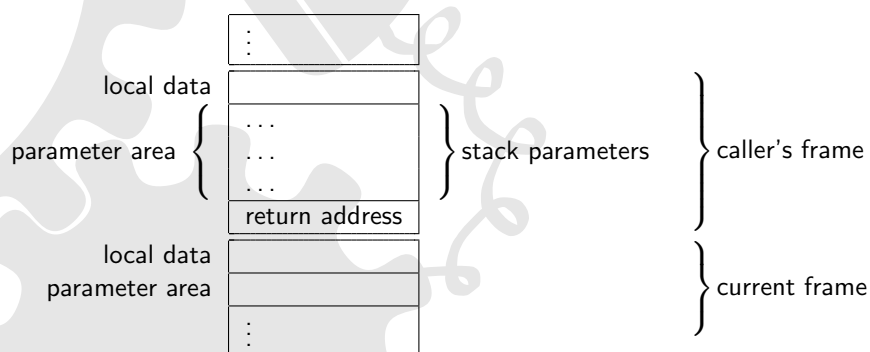 ⋮
local data
. . .
parameter area { . . . } stack parameters } caller's frame
. . .
return address
local data
parameter area } current frame
⋮